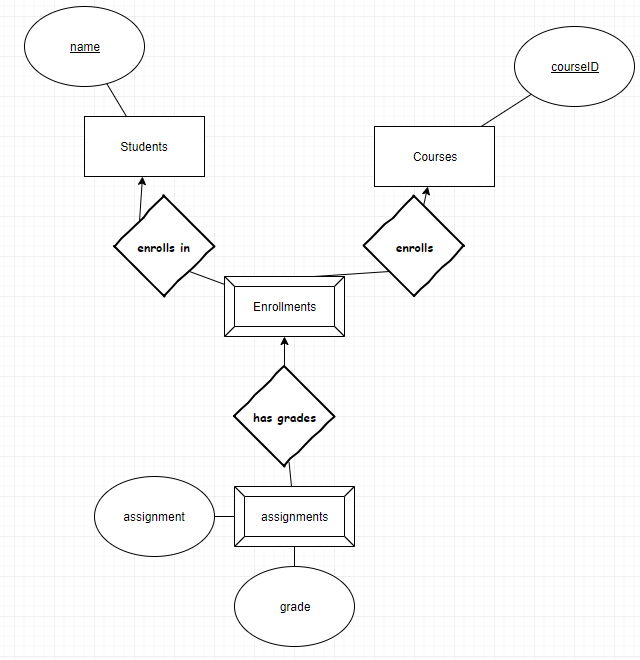 name
courseID
Students
Courses
enrolls in
enrolls
Enrollments
has grades
assignment
assignments
grade